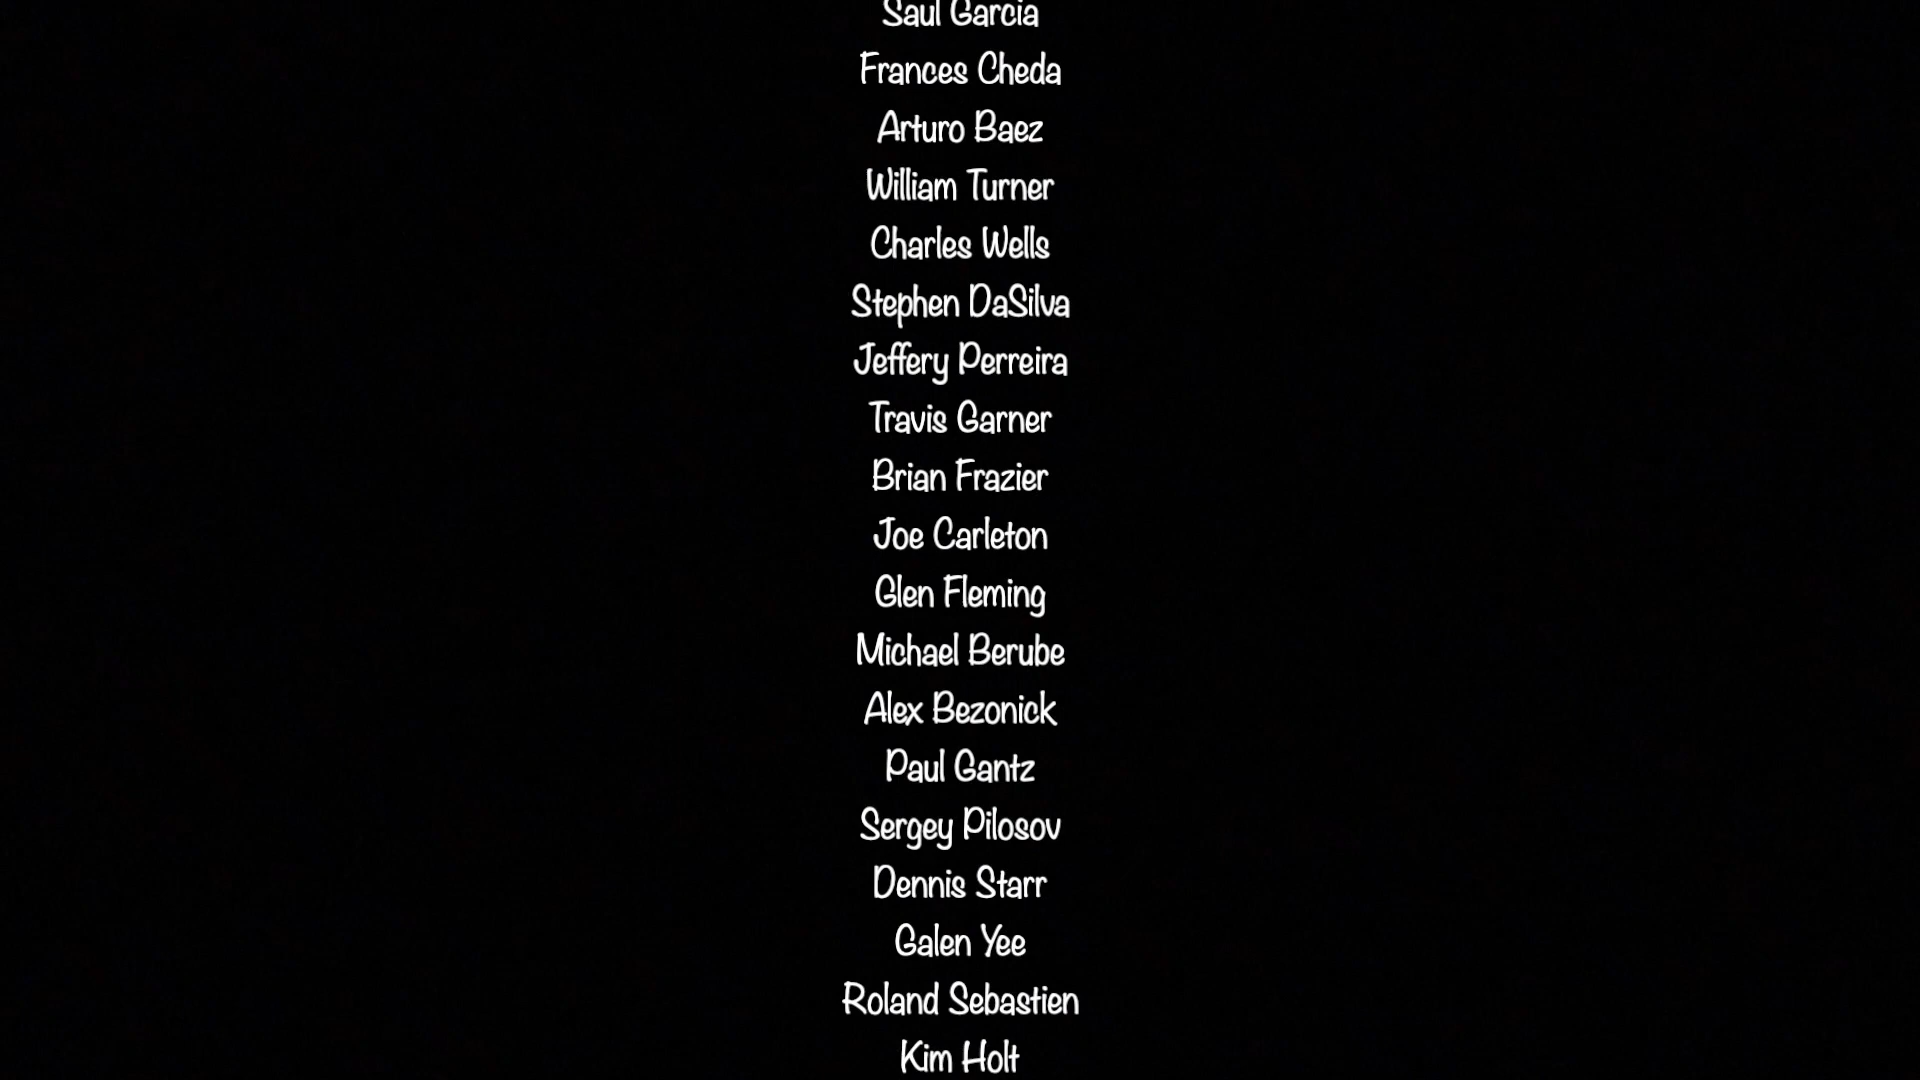 Saul Garcia
Frances Cheda
Arturo Baez
William Turner
Charles Wells
Stephen DaSilva
Jeffery Perreira
Travis Garner
Brian Frazier
Joe Carleton
Glen Fleming
Michael Berube
Alex Bezonick
Paul Gantz
Sergey Pilosov
Dennis Starr
Galen Yee
Roland Sebastien
Kim Holt